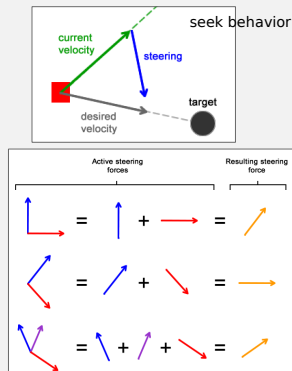 seek behavior
current
velocity
steering
target
desired
velocity
Active steering
forces
Resulting steering
force
= + =
= + =
= + + =